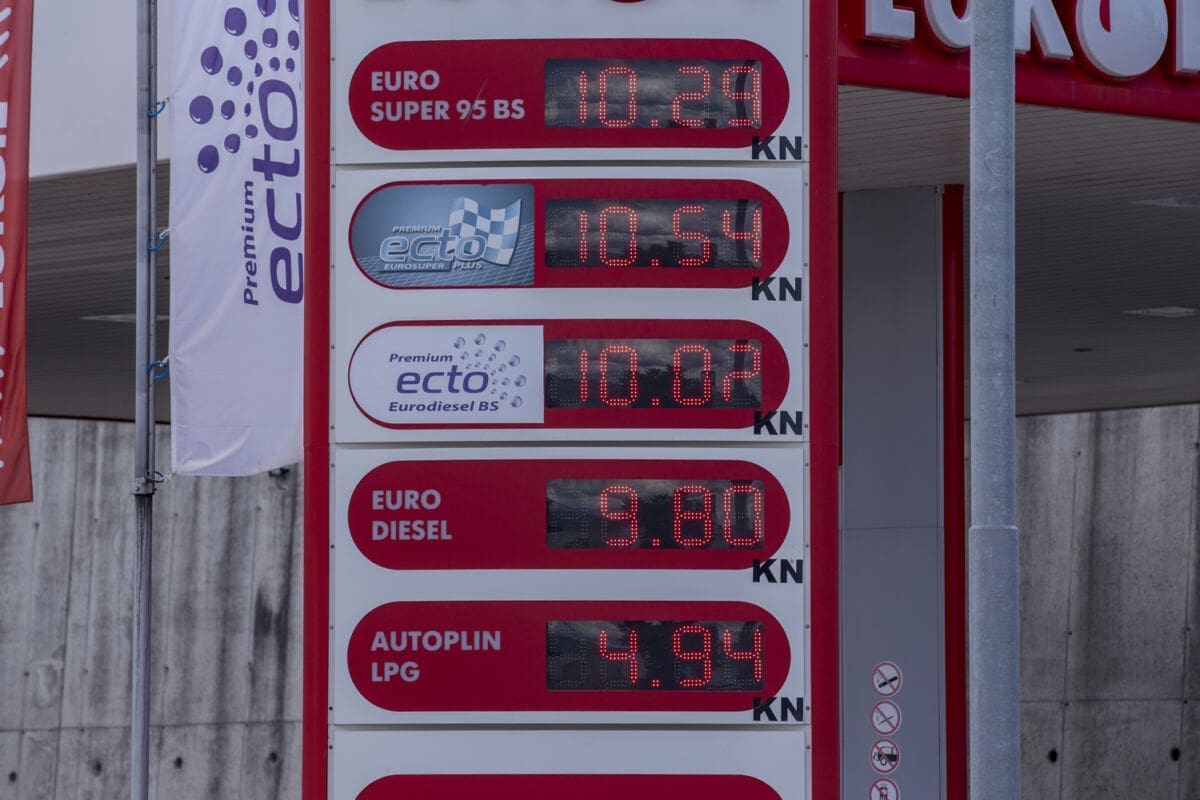 EURO
SUPER 95 BS
10.29
KN
PREMIUM
ecto
EUROSUPER PLUS
10.54
KN
Premium
ecto
Eurodiesel BS
10.07
KN
EURO
DIESEL
9.80
KN
AUTOPLIN
LPG
4.94
KN
Premium
ecto